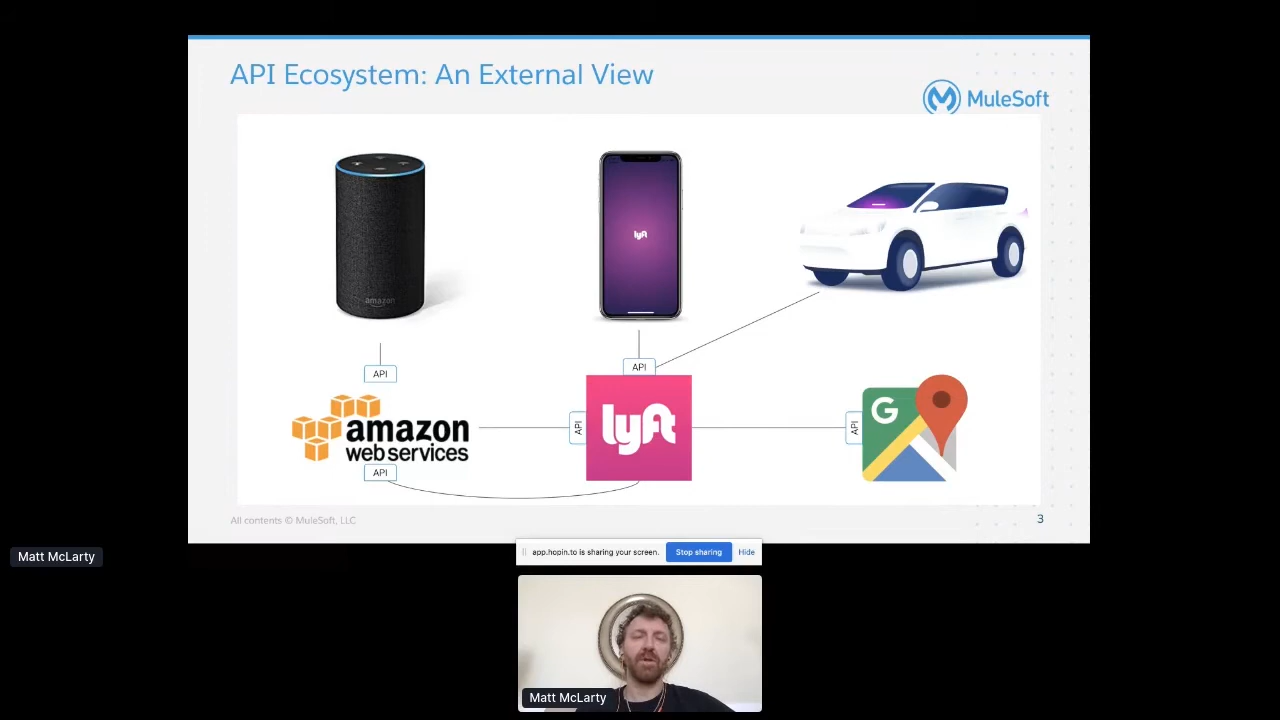 API Ecosystem: An External View
MuleSoft
amazon
lyft
API
API
amazon
web services
API
API
lyft
API
G
All contents © MuleSoft, LLC
3
Matt McLarty
app.hopin.to is sharing your screen.
Stop sharing
Hide
Matt McLarty